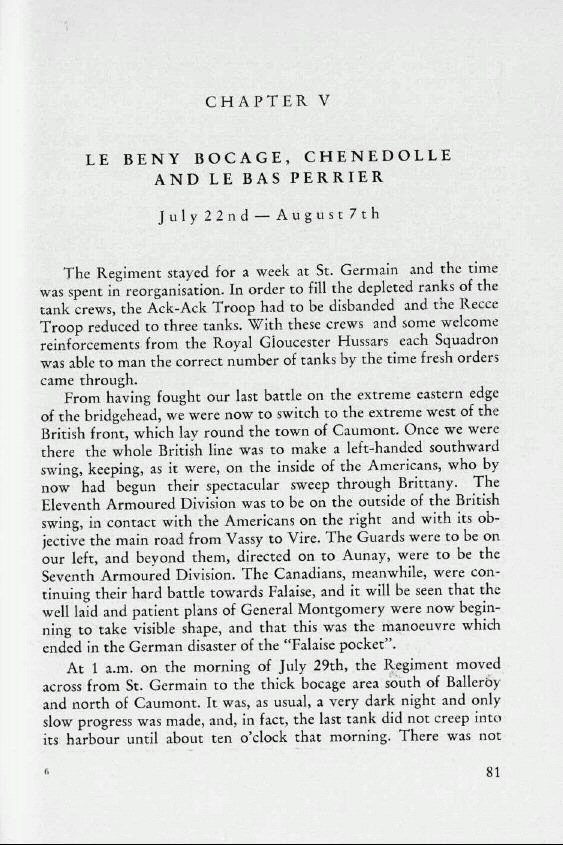 CHAPTER V
LE BENY BOCAGE, CHENEDOLLE
AND LE BAS PERRIER
July 22nd — August 7th
The Regiment stayed for a week at St. Germain and the time
was spent in reorganisation. In order to fill the depleted ranks of the
tank crews, the Ack-Ack Troop had to be disbanded and the Recce
Troop reduced to three tanks. With these crews and some welcome
reinforcements from the Royal Gloucester Hussars each Squadron
was able to man the correct number of tanks by the time fresh orders
came through.
From having fought our last battle on the extreme eastern edge
of the bridgehead, we were now to switch to the extreme west of the
British front, which lay round the town of Caumont. Once we were
there the whole British line was to make a left-handed southward
swing, keeping, as it were, on the inside of the Americans, who by
now had begun their spectacular sweep through Brittany. The
Eleventh Armoured Division was to be on the outside of the British
swing, in contact with the Americans on the right and with its ob-
jective the main road from Vassy to Vire. The Guards were to be on
our left, and beyond them, directed on to Aunay, were to be the
Seventh Armoured Division. The Canadians, meanwhile, were con-
tinuing their hard battle towards Falaise, and it will be seen that the
well laid and patient plans of General Montgomery were now begin-
ning to take visible shape, and that this was the manoeuvre which
ended in the German disaster of the "Falaise pocket".
At 1 a.m. on the morning of July 29th, the Regiment moved
across from St. Germain to the thick bocage area south of Balleroy
and north of Caumont. It was, as usual, a very dark night and only
slow progress was made, and, in fact, the last tank did not creep into
its harbour until about ten o'clock that morning. There was not
6
81